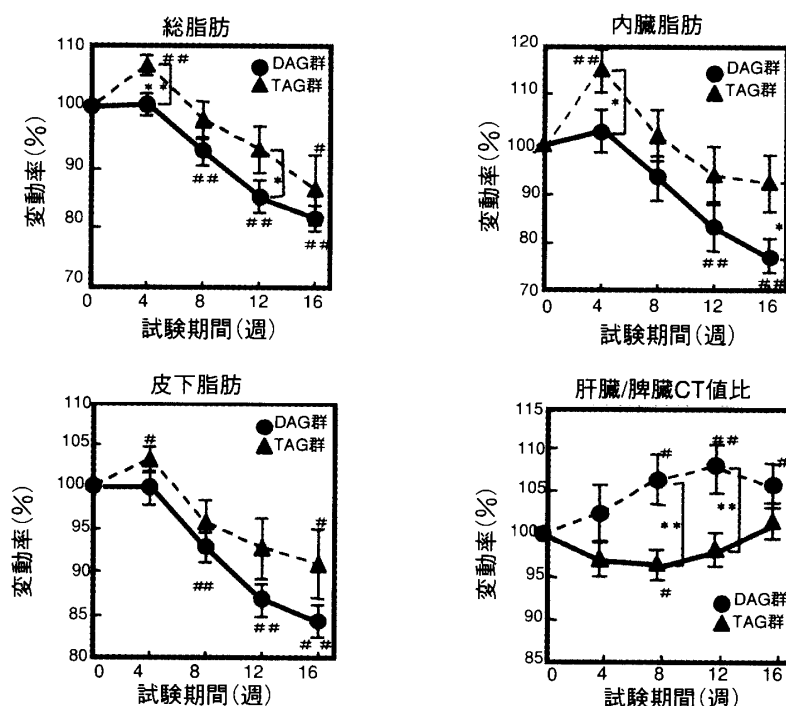 総脂肪
110
100
90
80
70
変動率(%)
●DAG群
▲TAG群
##
**
#
*
##
##
##
0 4 8 12 16
試験期間(週)
内臓脂肪
120
110
100
90
80
70
変動率(%)
●DAG群
▲TAG群
##
*
*
##
##
0 4 8 12 16
試験期間(週)
皮下脂肪
110
105
100
95
90
85
80
変動率(%)
●DAG群
▲TAG群
#
#
##
##
##
0 4 8 12 16
試験期間(週)
肝臓/脾臓CT値比
115
110
105
100
95
90
85
変動率(%)
#
##
#
**
**
#
●DAG群
▲TAG群
0 4 8 12 16
試験期間(週)